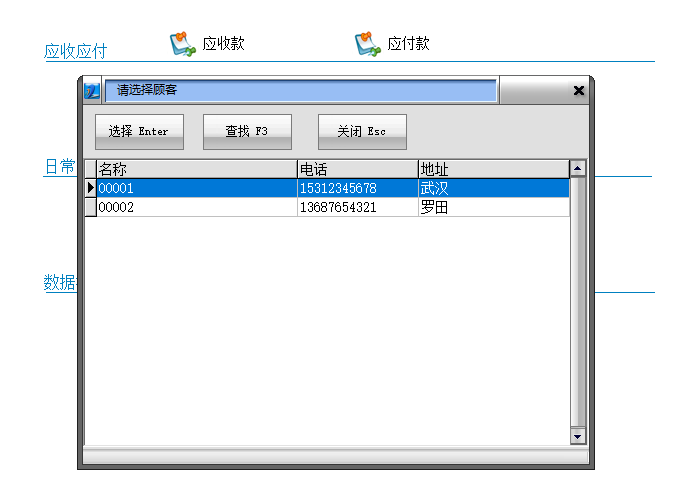 应收应付
应收款 应付款
请选择顾客
选择 Enter 查找 F3 关闭 Esc
日常
名称 电话 地址
00001 15312345678 武汉
00002 13687654321 罗田
数据